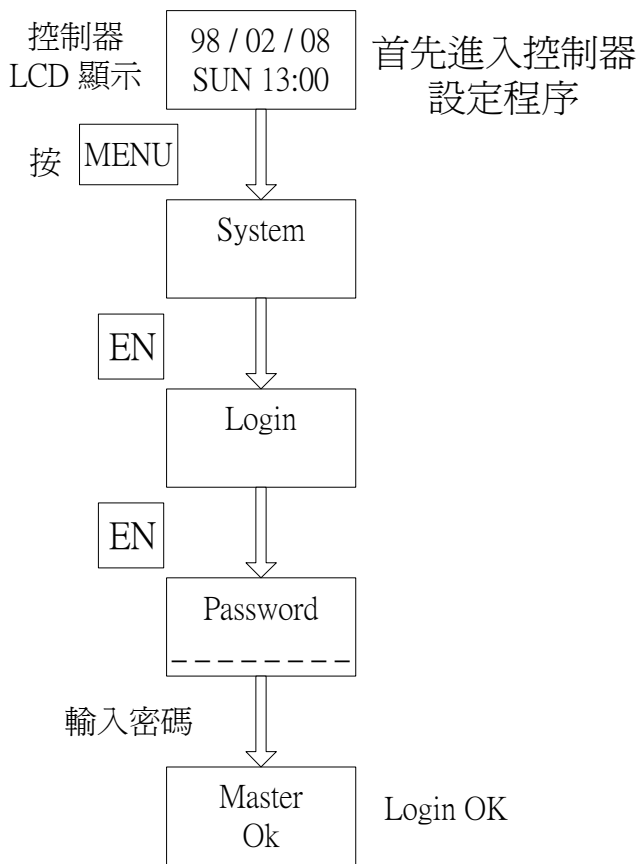 控制器
LCD 顯示
98 / 02 / 08
SUN 13:00
首先進入控制器
設定程序
按
MENU
System
EN
Login
EN
Password
_ _ _ _ _ _ _ _
輸入密碼
Master
Ok
Login OK